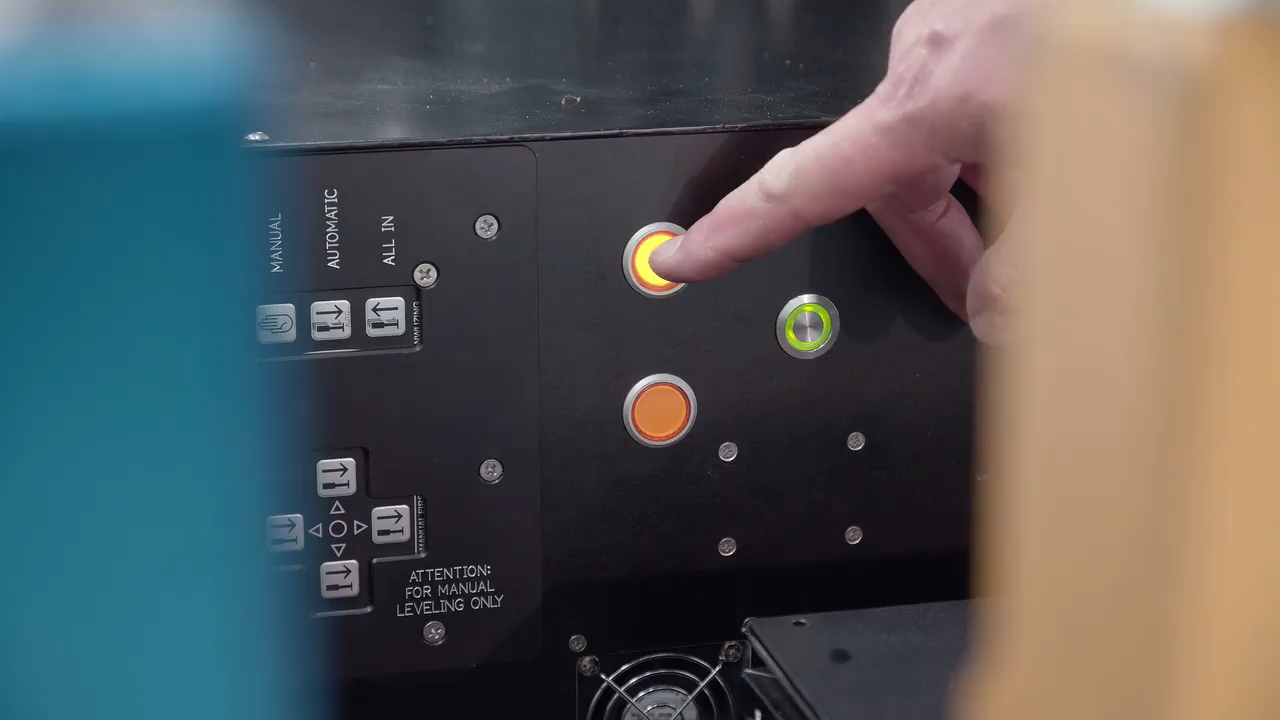 MANUAL
AUTOMATIC
ALL IN
ATTENTION:
FOR MANUAL
LEVELING ONLY